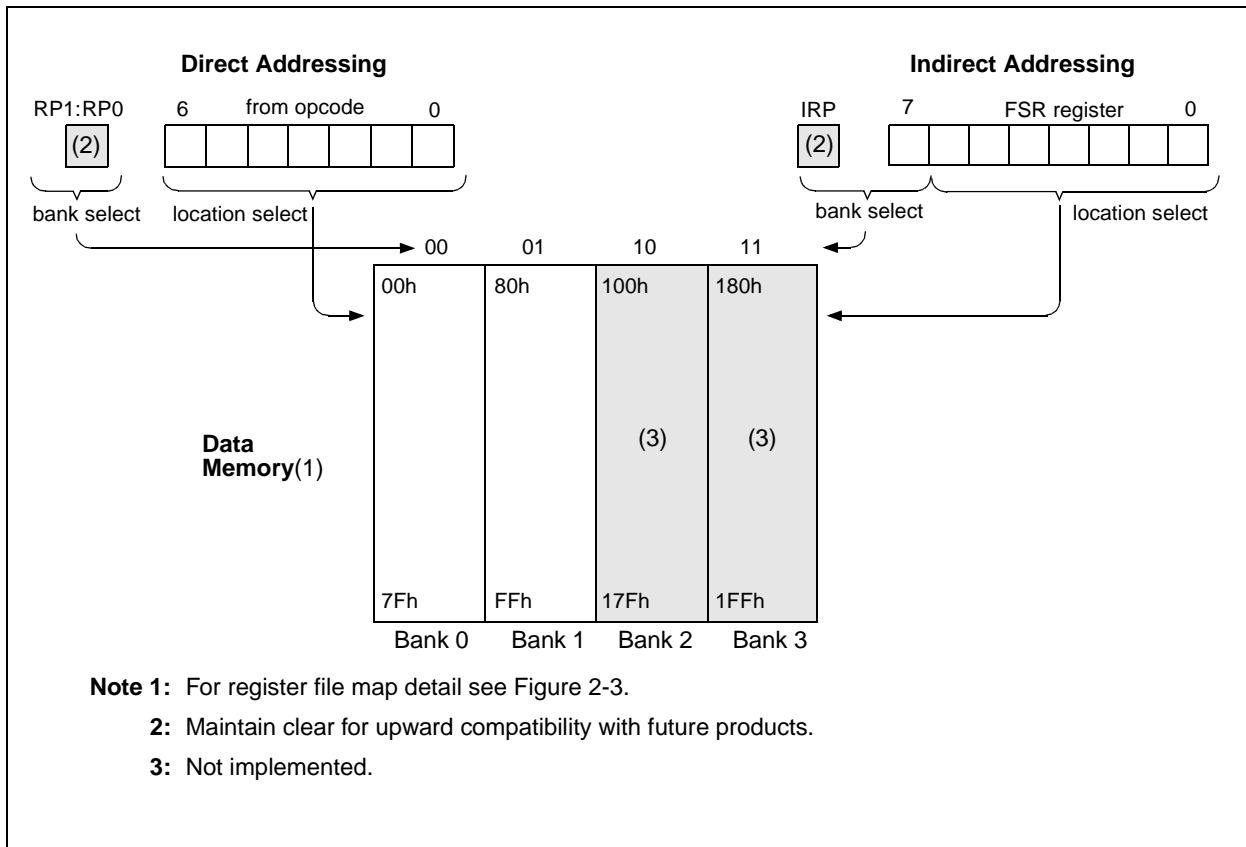 Direct Addressing
Indirect Addressing
RP1:RP0 6 from opcode 0
IRP 7 FSR register 0
(2)
(2)
bank select location select
bank select location select
00 01 10 11
00h 80h 100h 180h
Data
Memory(1)
(3) (3)
7Fh FFh 17Fh 1FFh
Bank 0 Bank 1 Bank 2 Bank 3
Note 1: For register file map detail see Figure 2-3.
2: Maintain clear for upward compatibility with future products.
3: Not implemented.